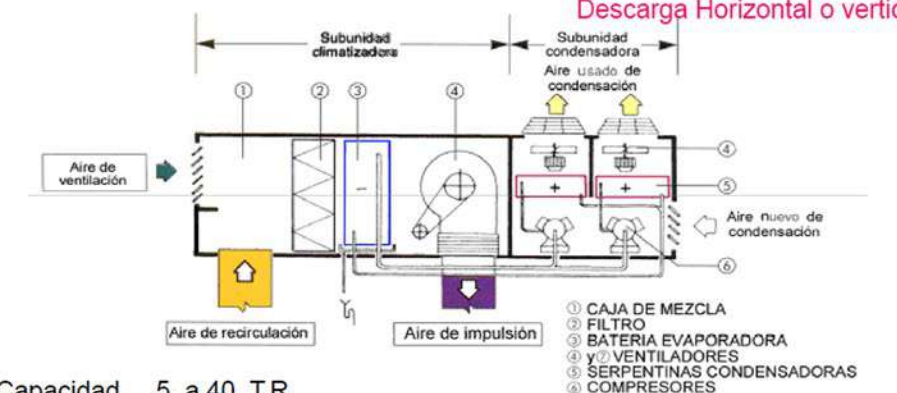 Descarga Horizontal o vertic
Subunidad
climatizadora
Subunidad
condensadora
Aire usado de
condensación
① ② ③ ④
④
Aire de
ventilación
⑤
Aire nuevo de
condensación
⑥
Aire de recirculación
Aire de impulsión
① CAJA DE MEZCLA
② FILTRO
③ BATERIA EVAPORADORA
④ y⑦ VENTILADORES
⑤ SERPENTINAS CONDENSADORAS
⑥ COMPRESORES
Capacidad 5 a 40 T.R